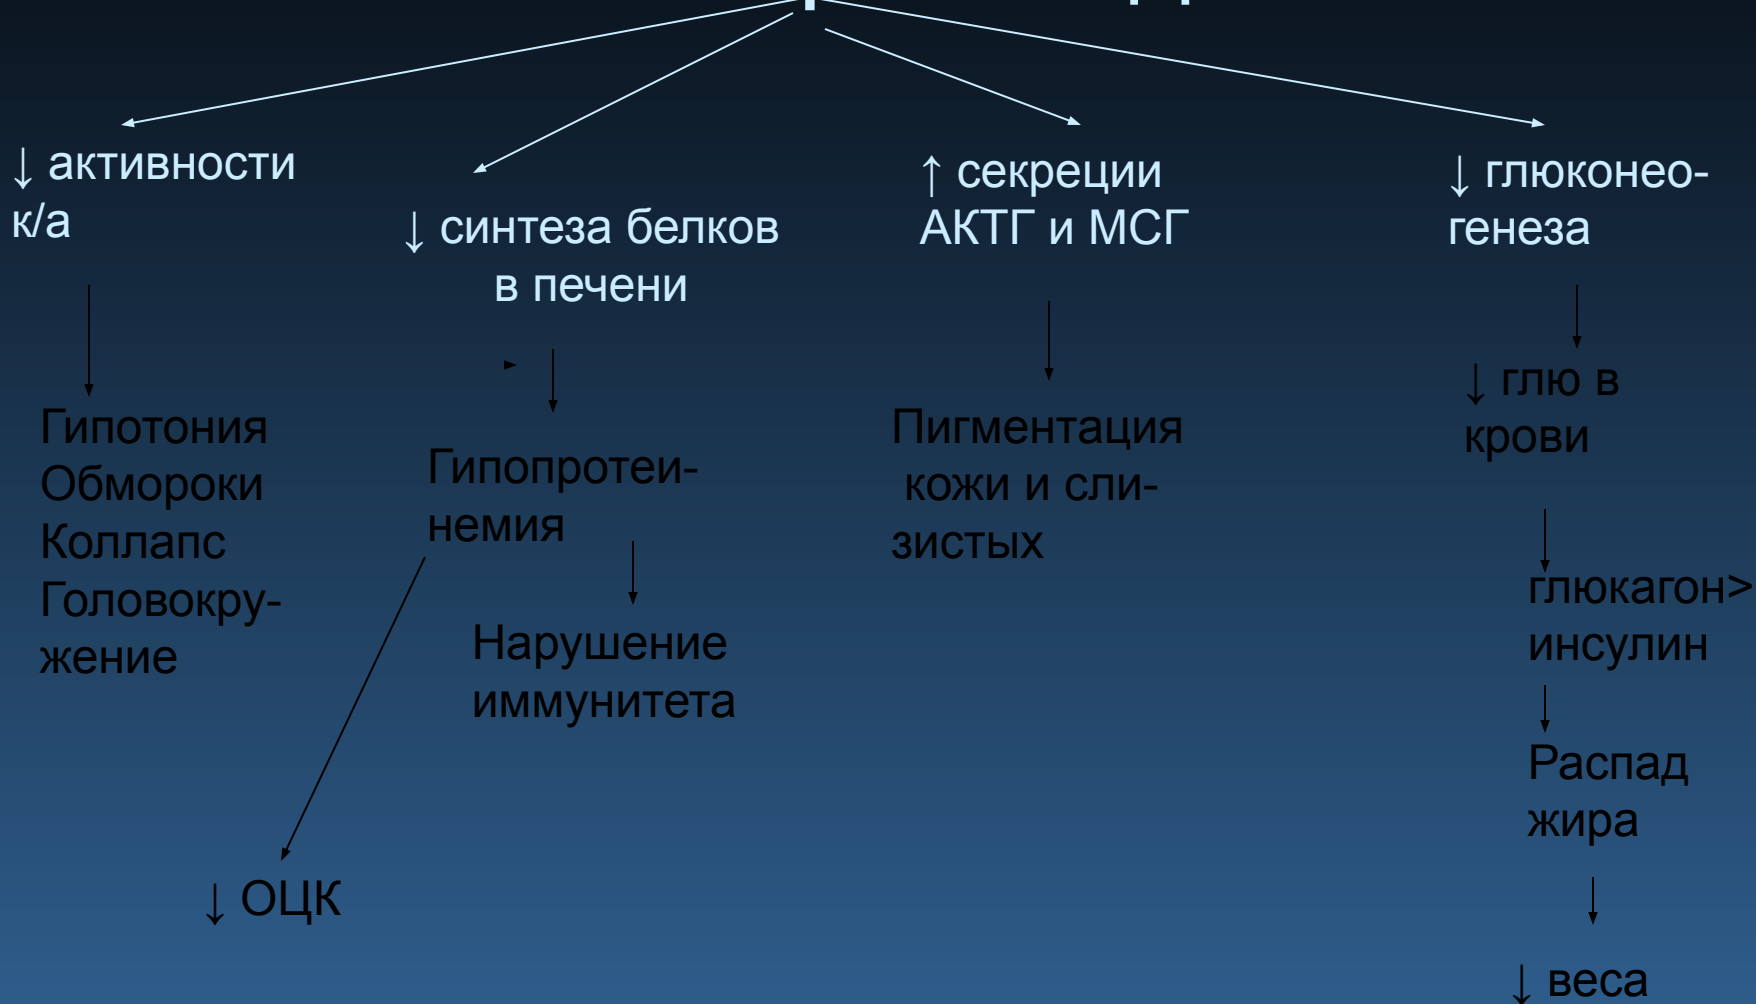 ↓ активности
к/а
↓ синтеза белков
в печени
↑ секреции
АКТГ и МСГ
↓ глюконео-
генеза
Гипотония
Обмороки
Коллапс
Головокру-
жение
Гипопротеи-
немия
Нарушение
иммунитета
↓ ОЦК
Пигментация
кожи и сли-
зистых
↓ глю в
крови
глюкагон>
инсулин
Распад
жира
↓ веса